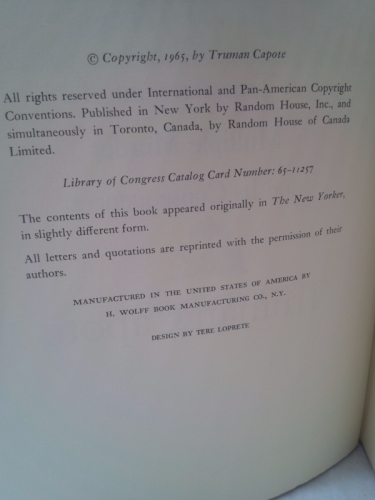 © Copyright, 1965, by Truman Capote
All rights reserved under International and Pan-American Copyright
Conventions. Published in New York by Random House, Inc., and
simultaneously in Toronto, Canada, by Random House of Canada
Limited.
Library of Congress Catalog Card Number: 65-11257
The contents of this book appeared originally in The New Yorker,
in slightly different form.
All letters and quotations are reprinted with the permission of their
authors.
MANUFACTURED IN THE UNITED STATES OF AMERICA BY
H. WOLFF BOOK MANUFACTURING CO., N.Y.
DESIGN BY TERE LOPRETE